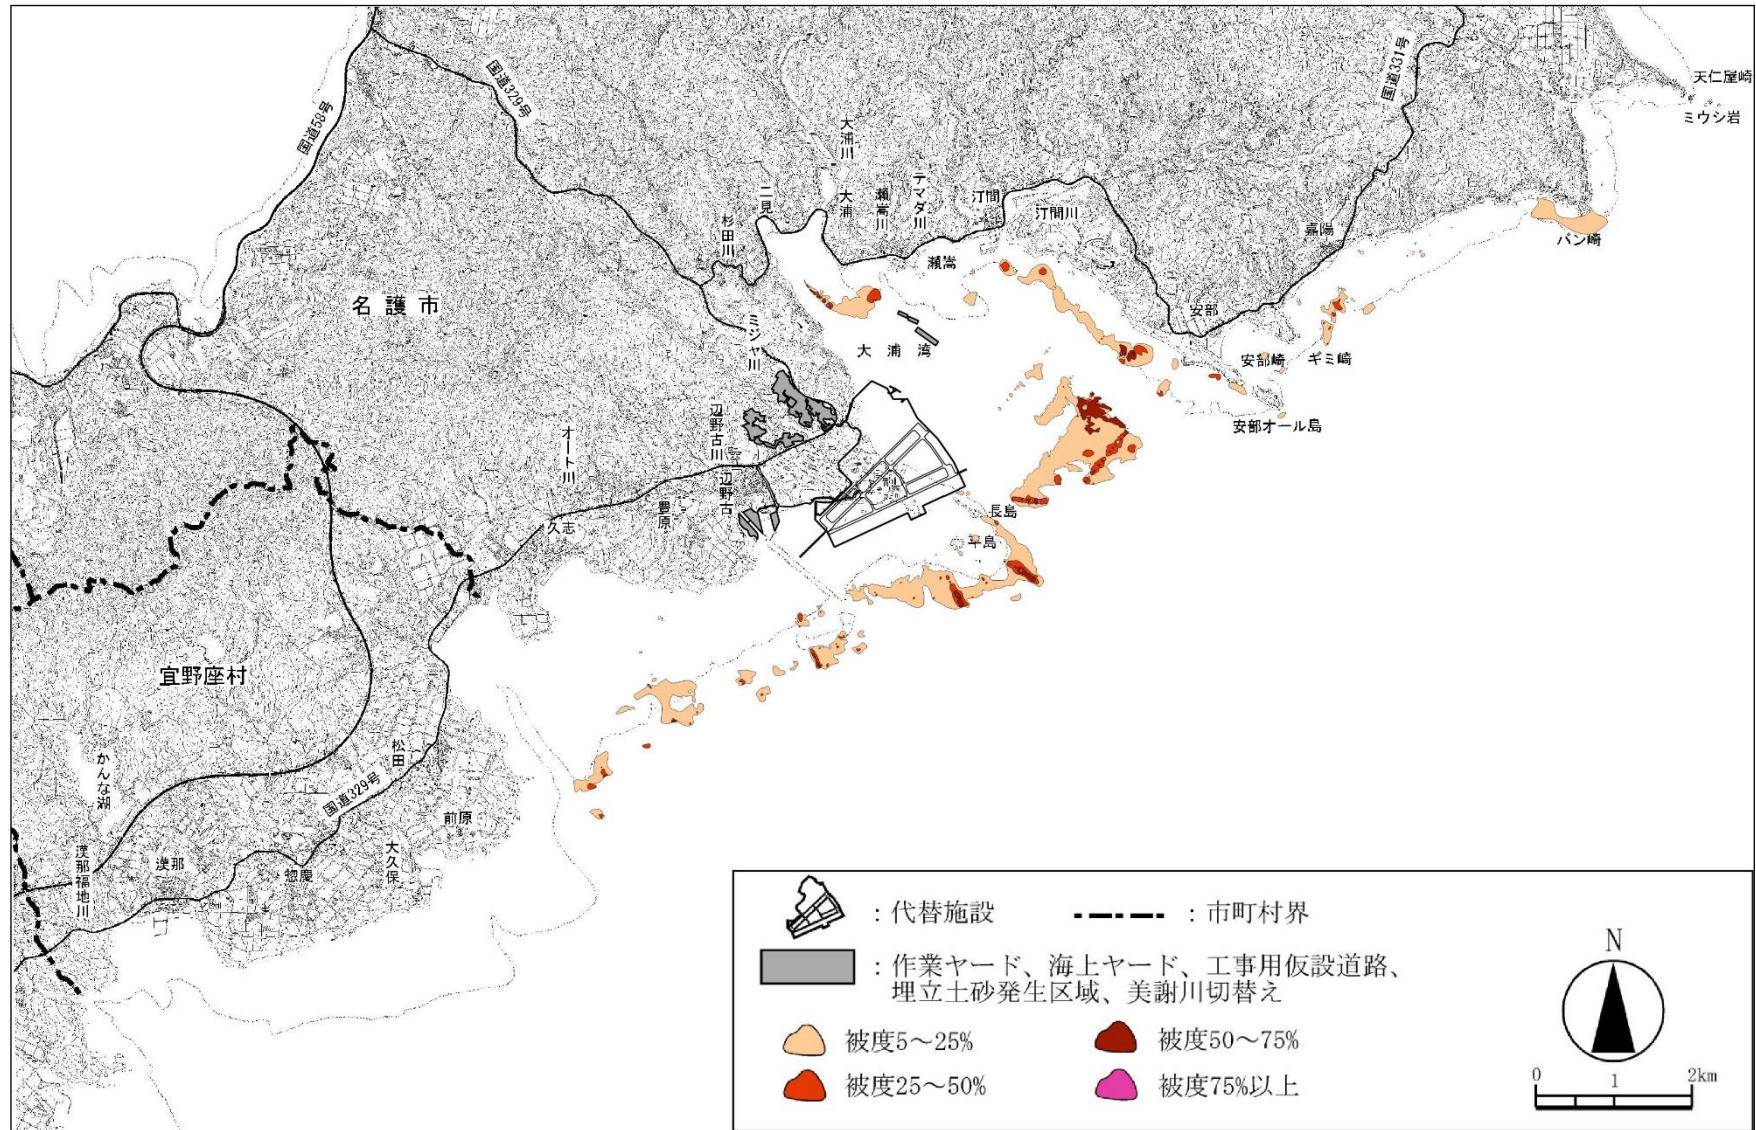 国道58号
国道329号
国道331号
天仁屋崎
ミウシ岩
バン崎
嘉陽
大浦川
大浦
瀬嵩川
テマダ川
汀間
汀間川
二見
杉田川
瀬嵩
安部
安部崎
ギミ崎
安部オール島
名護市
ミジャ川
大浦湾
辺野古川
オート川
辺野古
豊原
久志
長島
平島
宜野座村
かんな湖
松田
国道329号
前原
大久保
惣慶
漢那
漢那福地川
：代替施設
：市町村界
：作業ヤード、海上ヤード、工事用仮設道路、
埋立土砂発生区域、美謝川切替え
被度5～25%
被度50～75%
被度25～50%
被度75%以上
N
0 1 2km